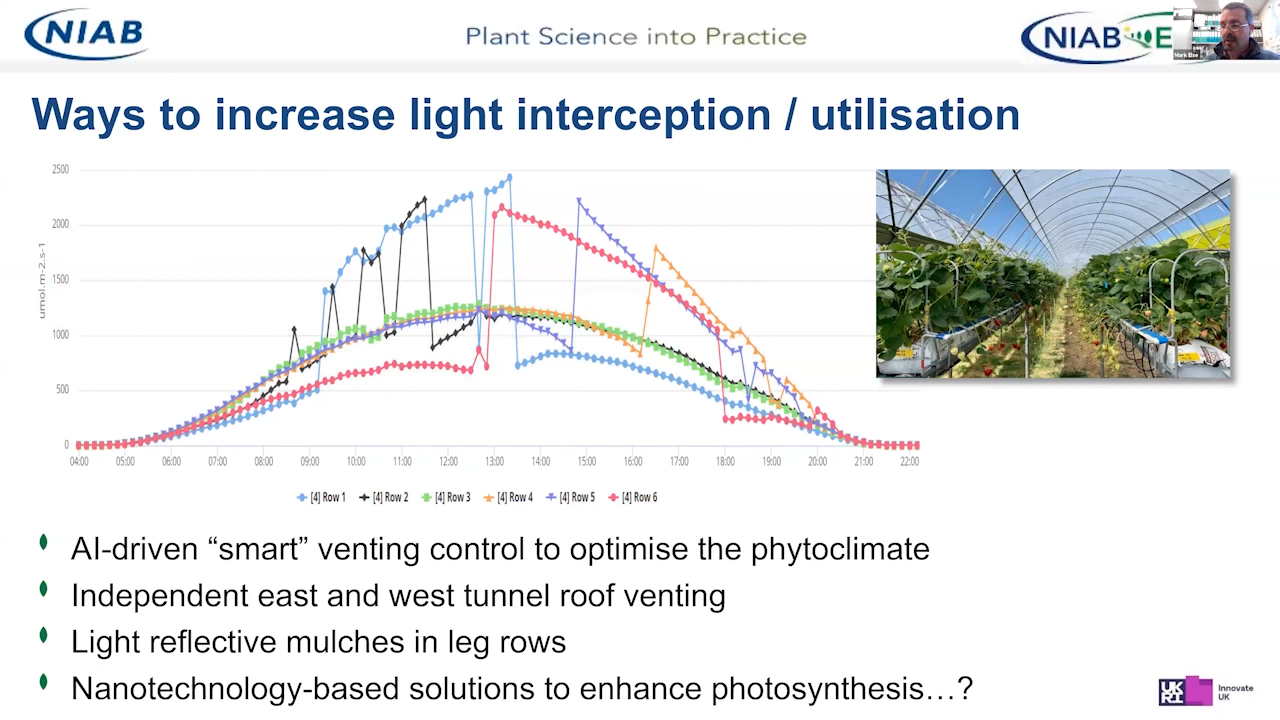 NIAB
Plant Science into Practice
NIAB E
Mark Else
Ways to increase light interception / utilisation
2500
2000
1500
1000
500
0
umol.m-2.s-1
04:00 05:00 06:00 07:00 08:00 09:00 10:00 11:00 12:00 13:00 14:00 15:00 16:00 17:00 18:00 19:00 20:00 21:00 22:00
[4] Row 1 [4] Row 2 [4] Row 3 [4] Row 4 [4] Row 5 [4] Row 6
AI-driven “smart” venting control to optimise the phytoclimate
Independent east and west tunnel roof venting
Light reflective mulches in leg rows
Nanotechnology-based solutions to enhance photosynthesis…?
UK
RI
Innovate
UK